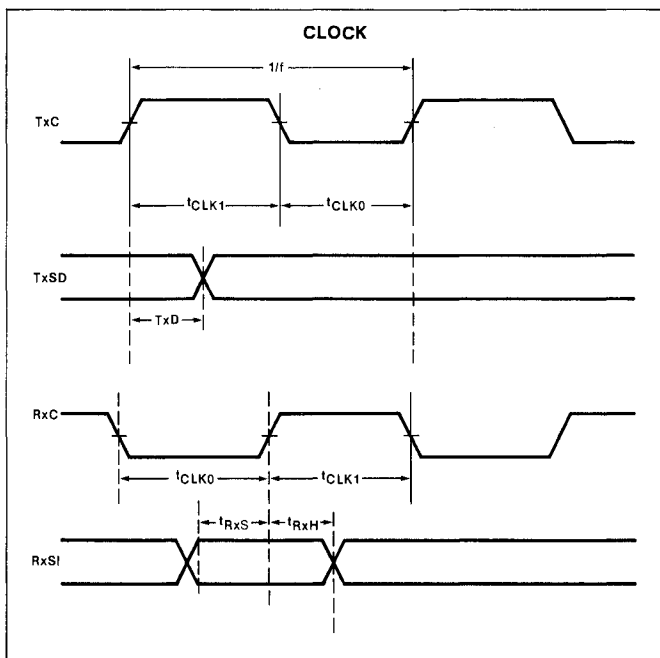 CLOCK
1/f
TxC
tCLK1
tCLK0
TxSD
TxD
RxC
tCLK0
tCLK1
tRxS
tRxH
RxSI